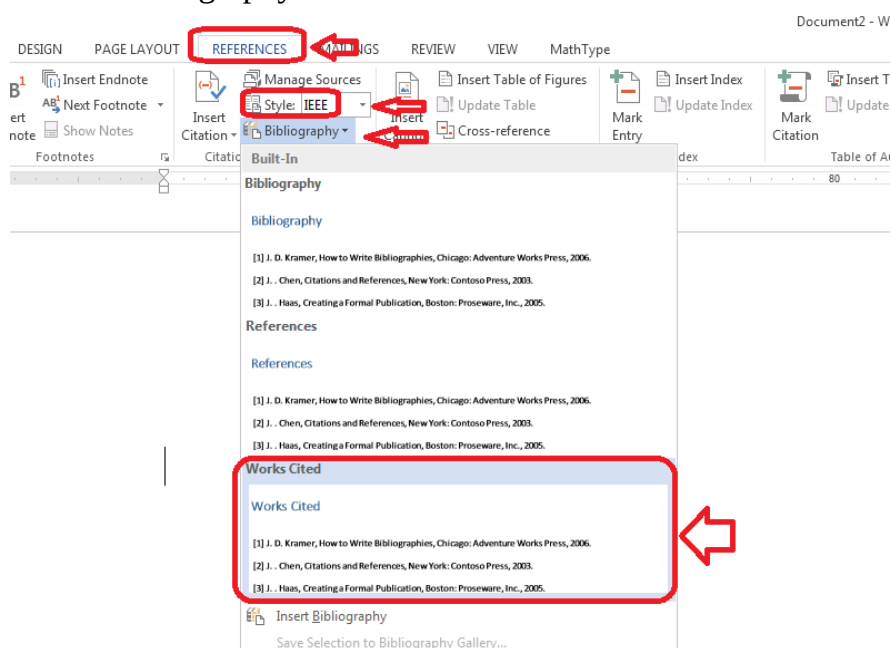 Document2 - W
DESIGN PAGE LAYOUT REFERENCES MAILINGS REVIEW VIEW MathType
Insert Endnote
Next Footnote
Show Notes
Footnotes
Insert
Citation
Manage Sources
Style: IEEE
Bibliography
Insert
Insert Table of Figures
Update Table
Cross-reference
Mark
Entry
Insert Index
Update Index
Mark
Citation
Insert T
Update
Table of Au
80
Built-In
Bibliography
Bibliography
[1] J. D. Kramer, How to Write Bibliographies, Chicago: Adventure Works Press, 2006.
[2] J. . Chen, Citations and References, New York: Contoso Press, 2003.
[3] J. . Haas, Creating a Formal Publication, Boston: Proseware, Inc., 2005.
References
References
[1] J. D. Kramer, How to Write Bibliographies, Chicago: Adventure Works Press, 2006.
[2] J. . Chen, Citations and References, New York: Contoso Press, 2003.
[3] J. . Haas, Creating a Formal Publication, Boston: Proseware, Inc., 2005.
Works Cited
Works Cited
[1] J. D. Kramer, How to Write Bibliographies, Chicago: Adventure Works Press, 2006.
[2] J. . Chen, Citations and References, New York: Contoso Press, 2003.
[3] J. . Haas, Creating a Formal Publication, Boston: Proseware, Inc., 2005.
Insert Bibliography
Save Selection to Bibliography Gallery...